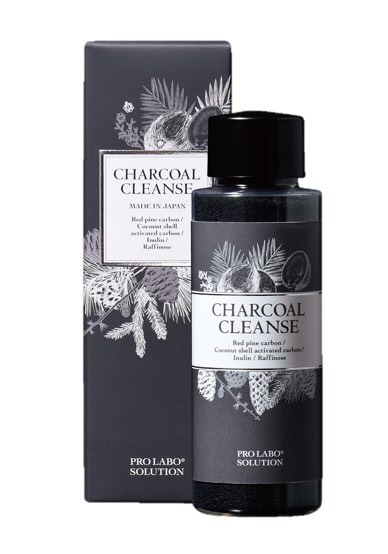 CHARCOAL
CLEANSE
MADE IN JAPAN
Red pine carbon /
Coconut shell
activated carbon /
Inulin /
Raffinose
PRO LABO®
SOLUTION
CHARCOAL
CLEANSE
Red pine carbon /
Coconut shell activated carbon /
Inulin / Raffinose
PRO LABO®
SOLUTION